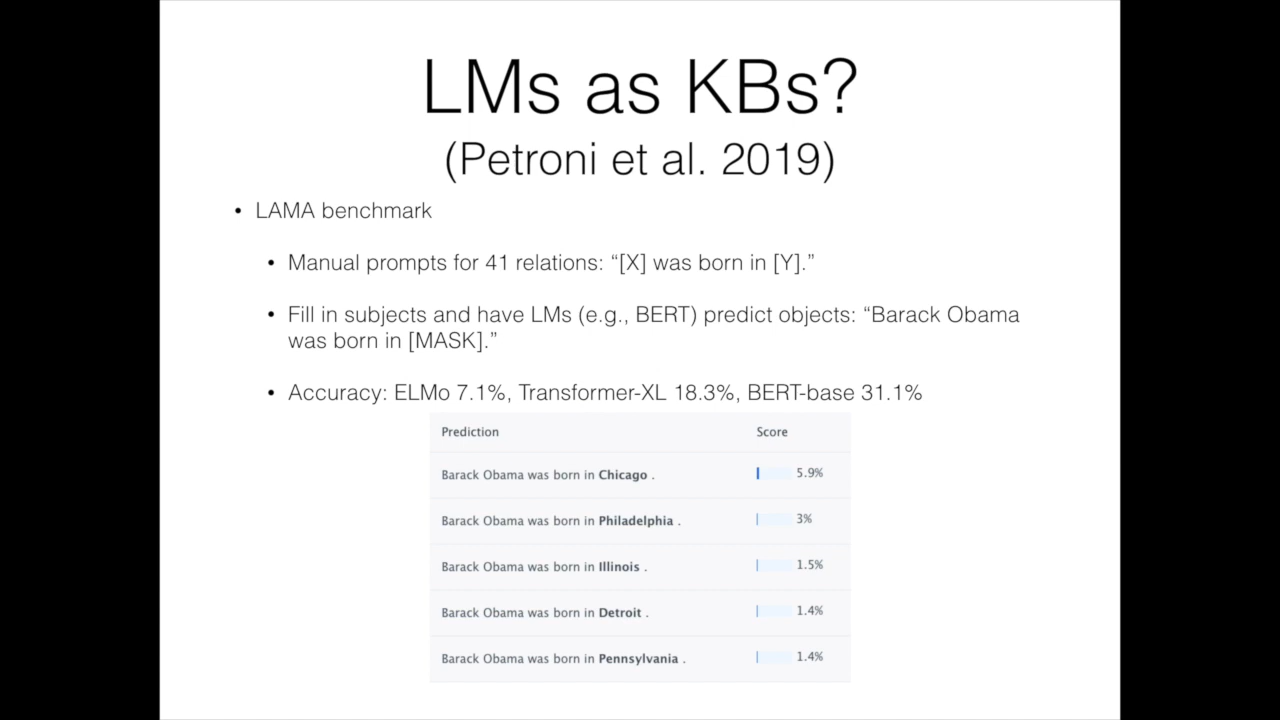 LMs as KBs?
(Petroni et al. 2019)
• LAMA benchmark
• Manual prompts for 41 relations: “[X] was born in [Y].”
• Fill in subjects and have LMs (e.g., BERT) predict objects: “Barack Obama
was born in [MASK].”
• Accuracy: ELMo 7.1%, Transformer-XL 18.3%, BERT-base 31.1%
Prediction Score
Barack Obama was born in Chicago . 5.9%
Barack Obama was born in Philadelphia . 3%
Barack Obama was born in Illinois . 1.5%
Barack Obama was born in Detroit . 1.4%
Barack Obama was born in Pennsylvania . 1.4%